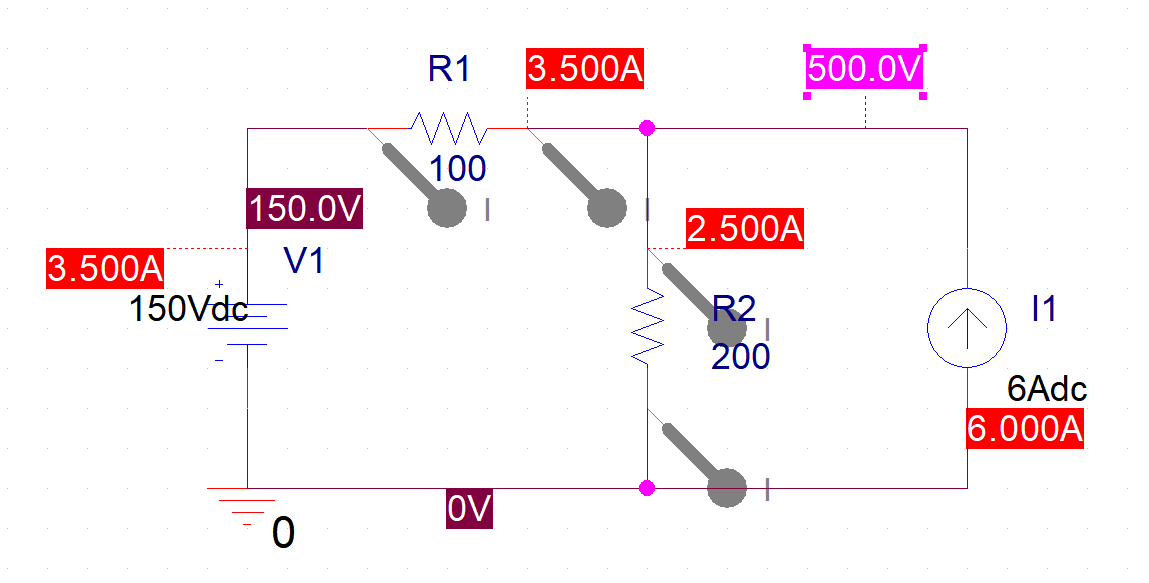 R1
3.500A
500.0V
100
I
I
150.0V
2.500A
3.500A
V1
+
150Vdc
R2
I
I1
200
-
6Adc
6.000A
I
0V
0